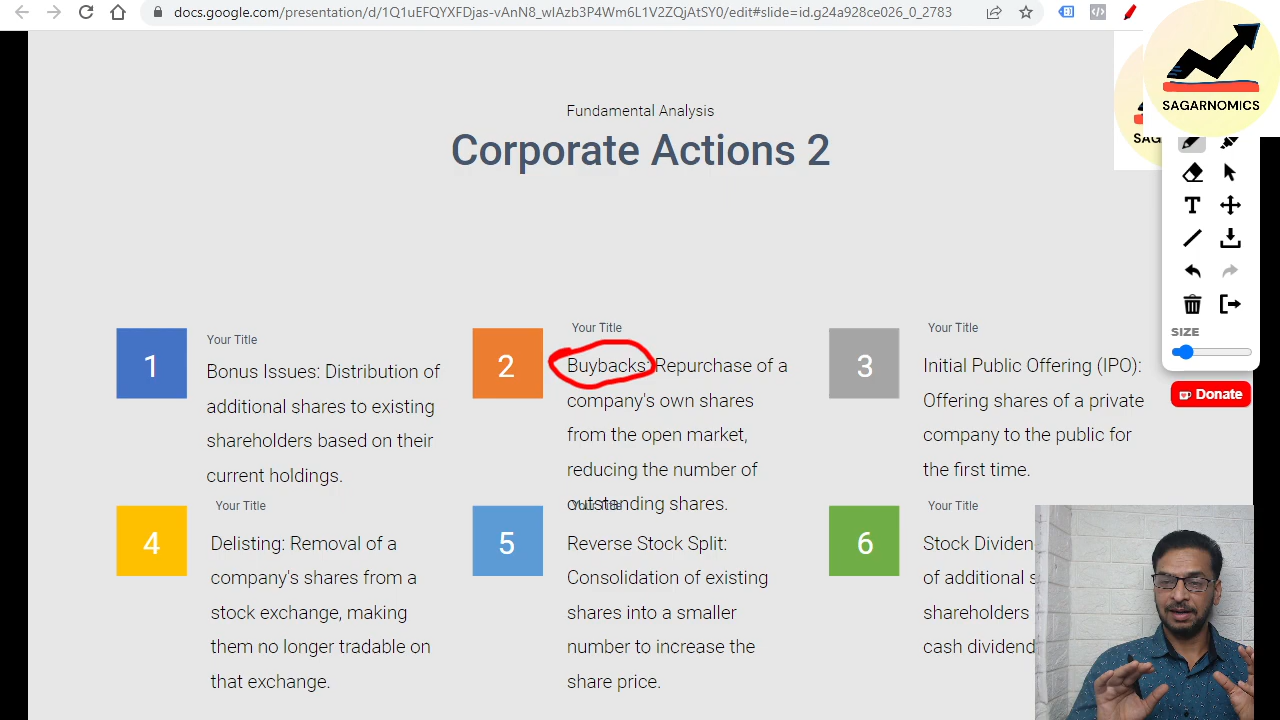 docs.google.com/presentation/d/1Q1uEFQYXFDjas-vAnN8_wIAzb3P4Wm6L1V2ZQjAtSY0/edit#slide=id.g24a928ce026_0_2783
SAGARNOMICS
SAG
Fundamental Analysis
Corporate Actions 2
SIZE
Donate
1
Your Title
Bonus Issues: Distribution of
additional shares to existing
shareholders based on their
current holdings.
2
Your Title
Buybacks: Repurchase of a
company's own shares
from the open market,
reducing the number of
outstanding shares.
3
Your Title
Initial Public Offering (IPO):
Offering shares of a private
company to the public for
the first time.
4
Your Title
Delisting: Removal of a
company's shares from a
stock exchange, making
them no longer tradable on
that exchange.
5
Your Title
Reverse Stock Split:
Consolidation of existing
shares into a smaller
number to increase the
share price.
6
Your Title
Stock Dividen
of additional s
shareholders
cash dividend